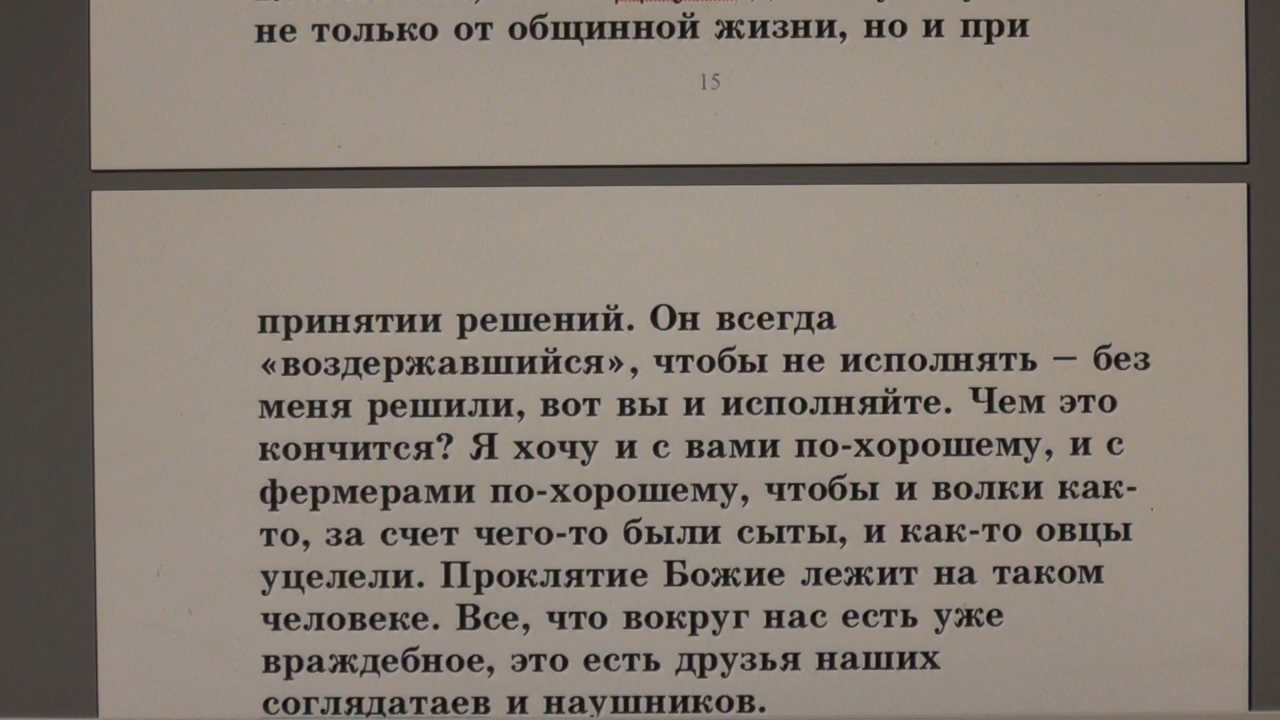 не только от общинной жизни, но и при
15
принятии решений. Он всегда
«воздержавшийся», чтобы не исполнять – без
меня решили, вот вы и исполняйте. Чем это
кончится? Я хочу и с вами по-хорошему, и с
фермерами по-хорошему, чтобы и волки как-
то, за счет чего-то были сыты, и как-то овцы
уцелели. Проклятие Божие лежит на таком
человеке. Все, что вокруг нас есть уже
враждебное, это есть друзья наших
соглядатаев и наушников.